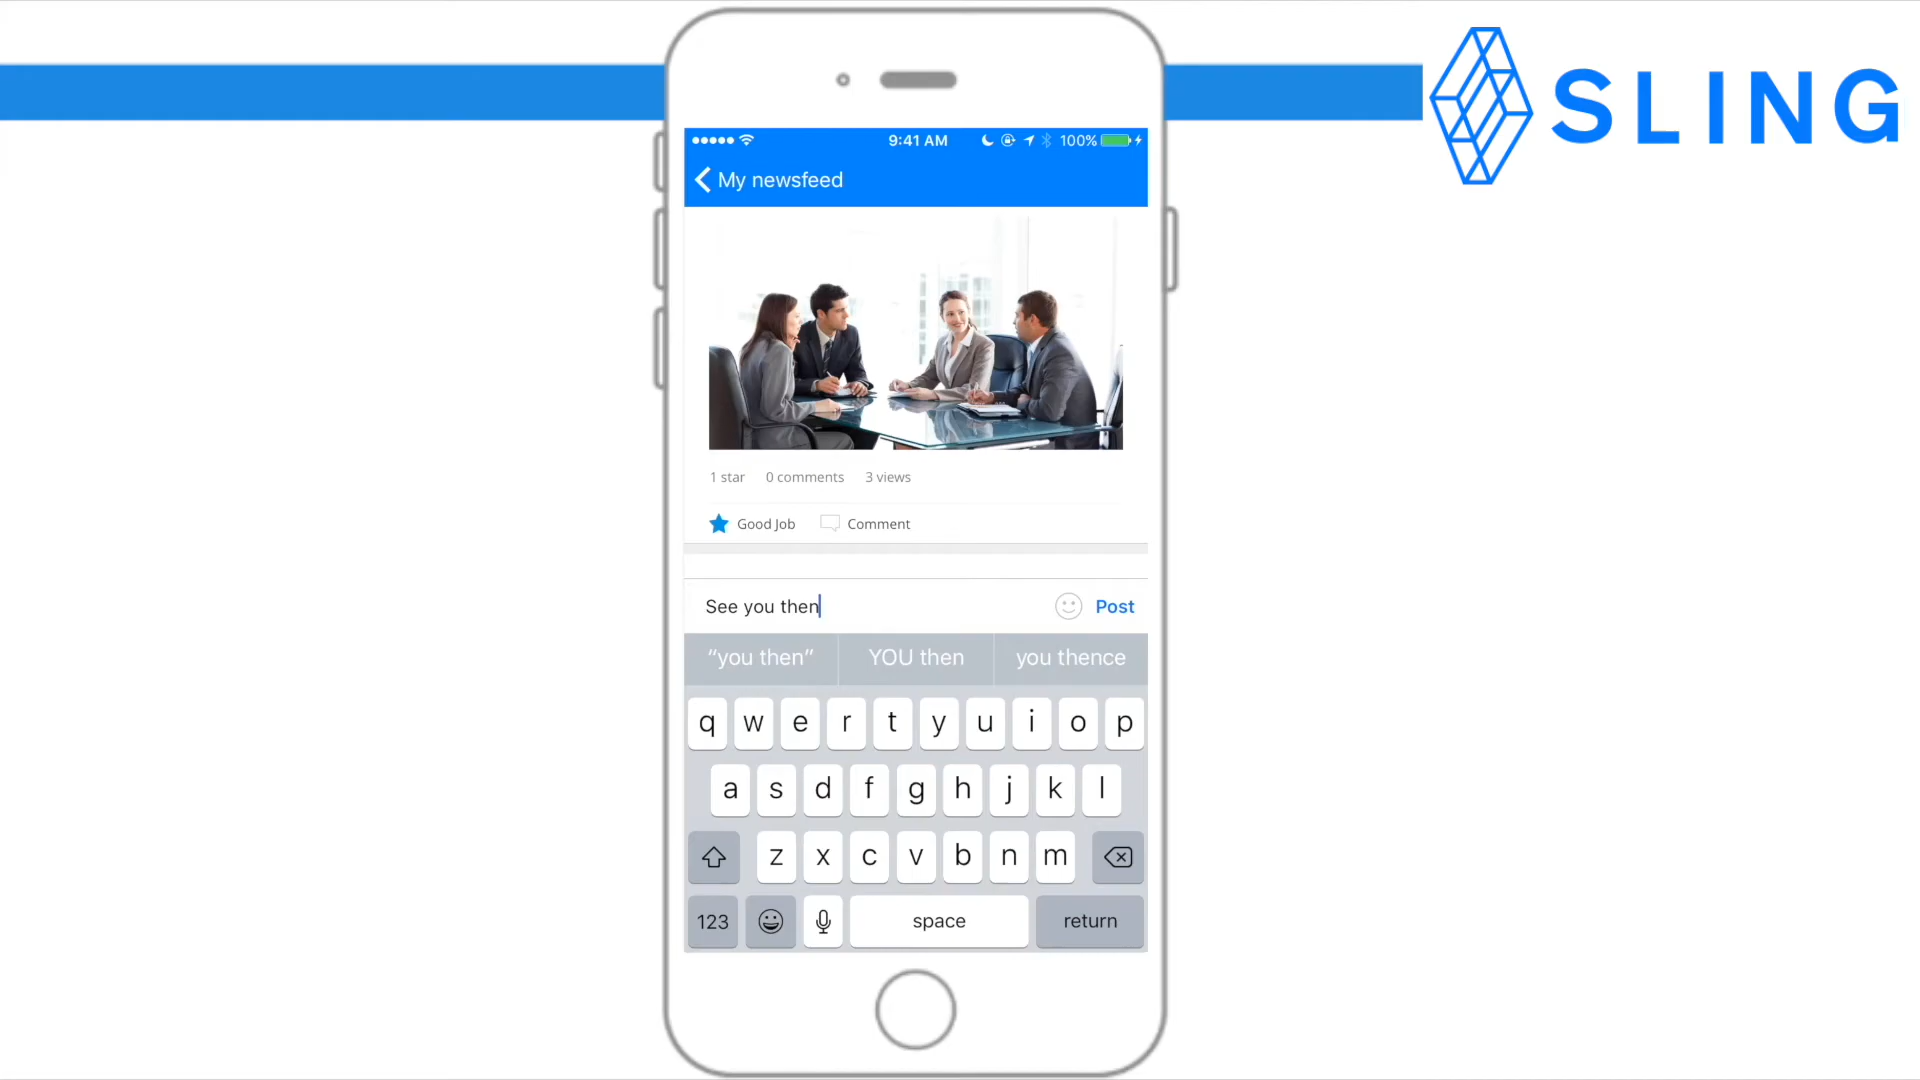 SLING
9:41 AM 100%
My newsfeed
1 star 0 comments 3 views
Good Job Comment
See you then Post
“you then” YOU then you thence
q w e r t y u i o p
a s d f g h j k l
z x c v b n m
123 space return